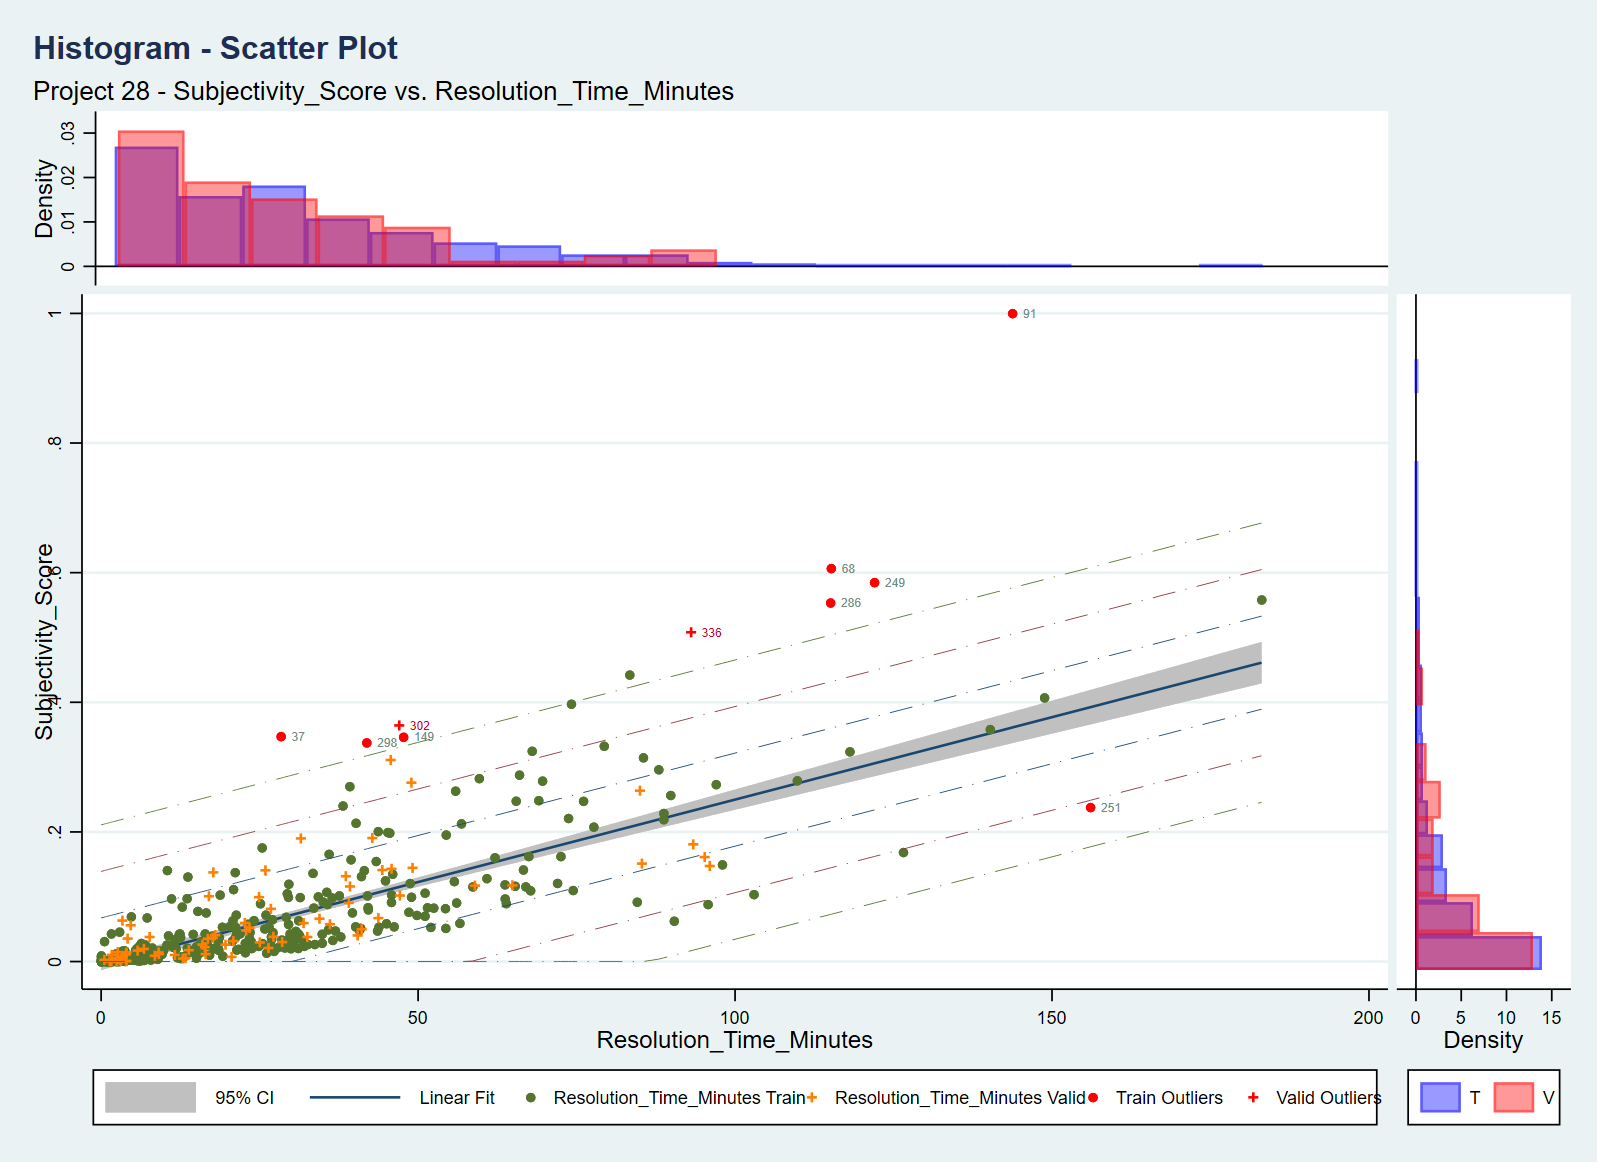 Histogram - Scatter Plot
Project 28 - Subjectivity_Score vs. Resolution_Time_Minutes
Density
0 .01 .02 .03
Subjectivity_Score
1
.8
.6
.4
.2
0
91
68
249
286
336
302
37
298
149
251
0 50 100 150 200
Resolution_Time_Minutes
0 5 10 15
Density
95% CI Linear Fit Resolution_Time_Minutes Train Resolution_Time_Minutes Valid Train Outliers Valid Outliers
T V